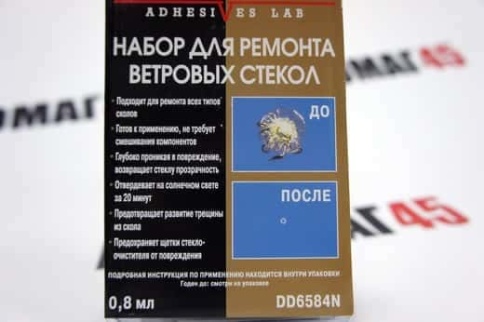 ADHESIVES LAB
НАБОР ДЛЯ РЕМОНТА
ВЕТРОВЫХ СТЕКОЛ
· Подходит для ремонта всех типов
сколов
· Готов к применению, не требует
смешивания компонентов
· Глубоко проникая в повреждение,
возвращает стеклу прозрачность
· Отвердевает на солнечном свете
за 20 минут
· Предотвращает развитие трещины
из скола
· Предохраняет щетки стекло-
очистителя от повреждения
ДО
ПОСЛЕ
ПОДРОБНАЯ ИНСТРУКЦИЯ ПО ПРИМЕНЕНИЮ НАХОДИТСЯ ВНУТРИ УПАКОВКИ
Годен до: смотри на упаковке
0,8 мл
DD6584N
ОМАГ45
АГ45